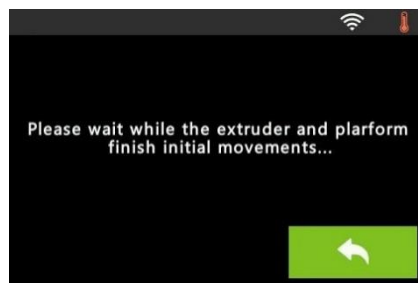 Please wait while the extruder and plarform
finish initial movements...